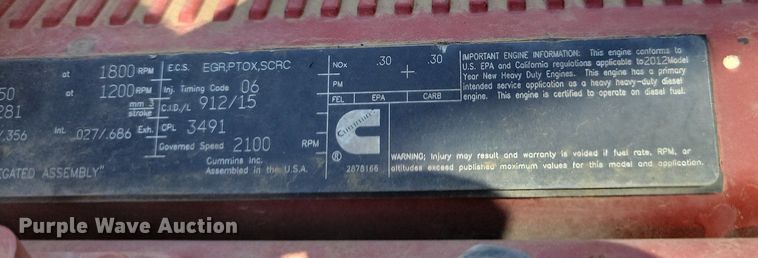 at 1800 RPM
E.C.S. EGR,PTOX,SCRC
50 at 1200 RPM
Inj. Timing Code 06
281 mm 3 stroke
C.I.D./L 912/15
.356 Int. .027/.686 Exh.
CPL 3491
Governed Speed 2100 RPM
GATED ASSEMBLY"
Cummins Inc.
Assembled in the U.S.A.
NOx .30 + .30
PM
FEL EPA CARB
Cummins
®
2878166
IMPORTANT ENGINE INFORMATION: This engine conforms to
U.S. EPA and California regulations applicable to2012Model
Year New Heavy Duty Engines. This engine has a primary
intended service application as a heavy heavy-duty diesel
engine. This engine is certified to operate on diesel fuel.
WARNING: Injury may result and warranty is voided if fuel rate, RPM, or
altitudes exceed published maximum values for this model and application.
Purple Wave Auction